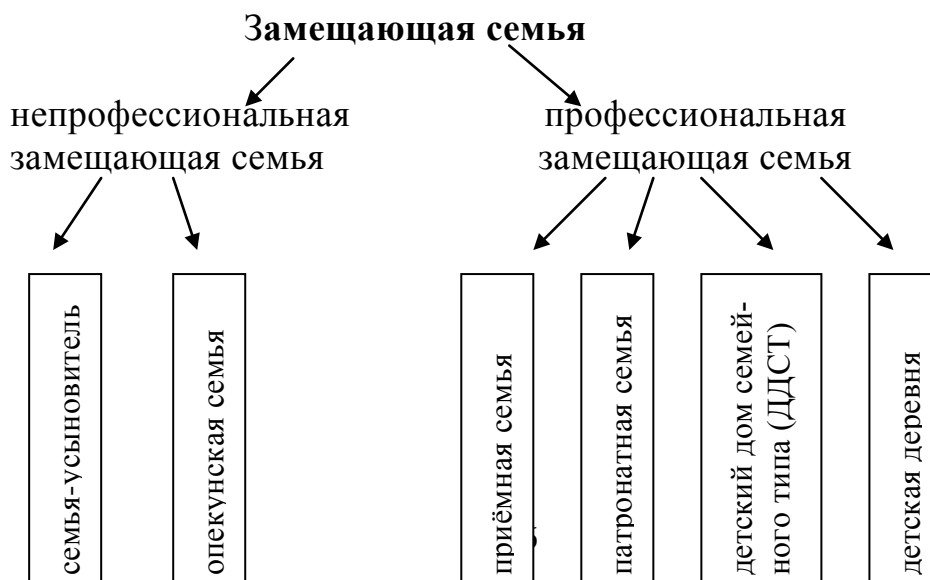 Замещающая семья
непрофессиональная
замещающая семья
профессиональная
замещающая семья
семья-усыновитель
опекунская семья
приёмная семья
патронатная семья
детский дом семей-
ного типа (ДДСТ)
детская деревня